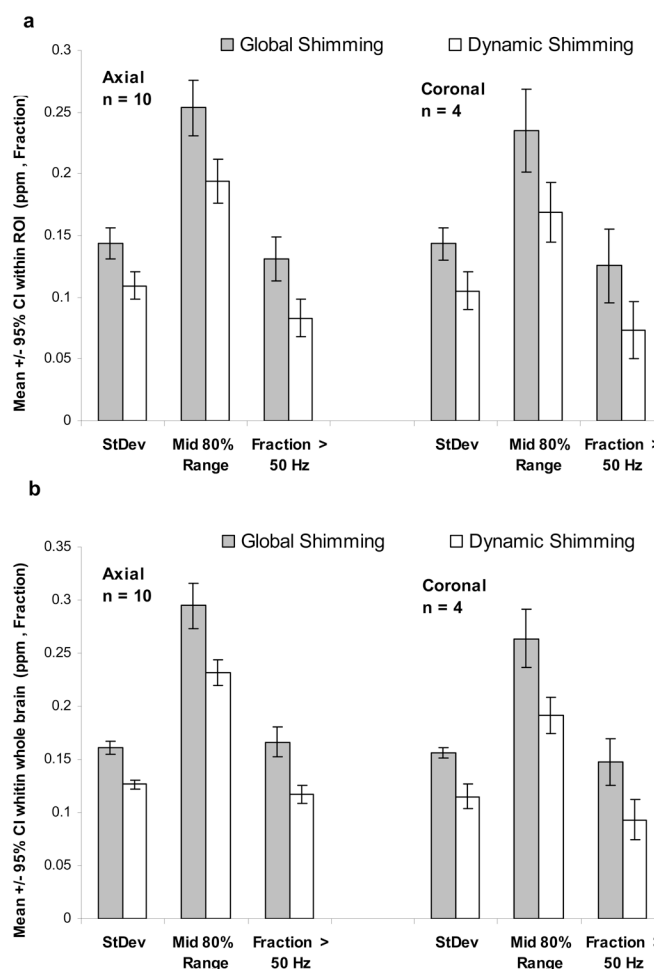 a
Global Shimming
Dynamic Shimming
Mean +/- 95% CI within ROI (ppm , Fraction)
0.3
0.25
0.2
0.15
0.1
0.05
0
Axial
n = 10
Coronal
n = 4
StDev
Mid 80%
Range
Fraction >
50 Hz
StDev
Mid 80%
Range
Fraction >
50 Hz
b
Global Shimming
Dynamic Shimming
Mean +/- 95% CI whitin whole brain (ppm , Fraction)
0.35
0.3
0.25
0.2
0.15
0.1
0.05
0
Axial
n = 10
Coronal
n = 4
StDev
Mid 80%
Range
Fraction >
50 Hz
StDev
Mid 80%
Range
Fraction >
50 Hz